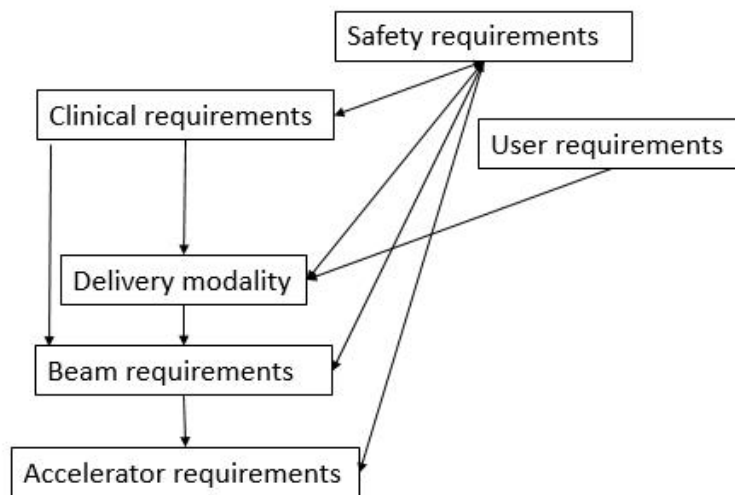 Safety requirements
Clinical requirements
User requirements
Delivery modality
Beam requirements
Accelerator requirements